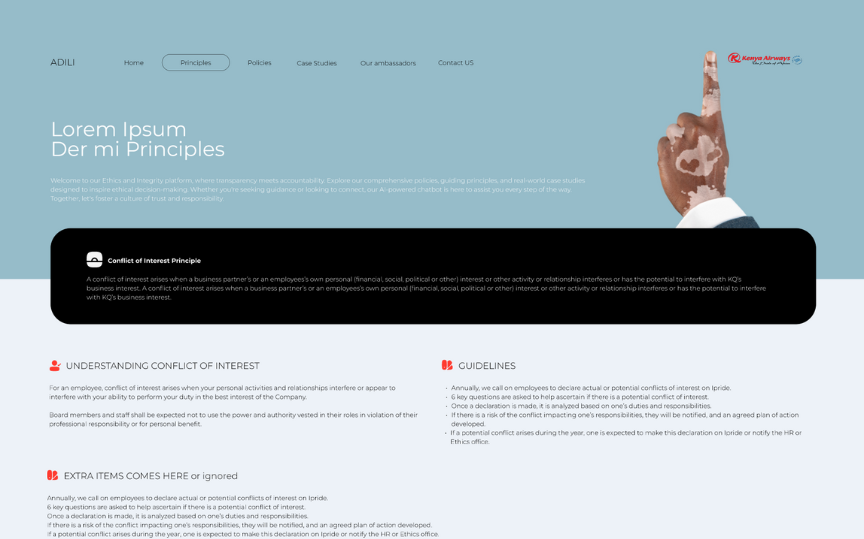 ADILI
Home
Principles
Policies
Case Studies
Our ambassadors
Contact US
Kenya Airways
The Pride of Africa
Lorem Ipsum
Der mi Principles
Welcome to our Ethics and Integrity platform, where transparency meets accountability. Explore our comprehensive policies, guiding principles, and real-world case studies
designed to inspire ethical decision-making. Whether you're seeking guidance or looking to connect, our AI-powered chatbot is here to assist you every step of the way.
Together, let's foster a culture of trust and responsibility.
Conflict of Interest Principle
A conflict of interest arises when a business partner's or an employees's own personal (financial, social, political or other) interest or other activity or relationship interferes or has the potential to interfere with KQ's
business interest. A conflict of interest arises when a business partner's or an employees's own personal (financial, social, political or other) interest or other activity or relationship interferes or has the potential to interfere
with KQ's business interest.
UNDERSTANDING CONFLICT OF INTEREST
For an employee, conflict of interest arises when your personal activities and relationships interfere or appear to
interfere with your ability to perform your duty in the best interest of the Company.
Board members and staff shall be expected not to use the power and authority vested in their roles in violation of their
professional responsibility or for personal benefit.
GUIDELINES
• Annually, we call on employees to declare actual or potential conflicts of interest on Ipride.
• 6 key questions are asked to help ascertain if there is a potential conflict of interest.
• Once a declaration is made, it is analyzed based on one's duties and responsibilities.
• If there is a risk of the conflict impacting one's responsibilities, they will be notified, and an agreed plan of action
developed.
• If a potential conflict arises during the year, one is expected to make this declaration on Ipride or notify the HR or
Ethics office.
EXTRA ITEMS COMES HERE or ignored
Annually, we call on employees to declare actual or potential conflicts of interest on Ipride.
6 key questions are asked to help ascertain if there is a potential conflict of interest.
Once a declaration is made, it is analyzed based on one's duties and responsibilities.
If there is a risk of the conflict impacting one's responsibilities, they will be notified, and an agreed plan of action developed.
If a potential conflict arises during the year, one is expected to make this declaration on Ipride or notify the HR or Ethics office.